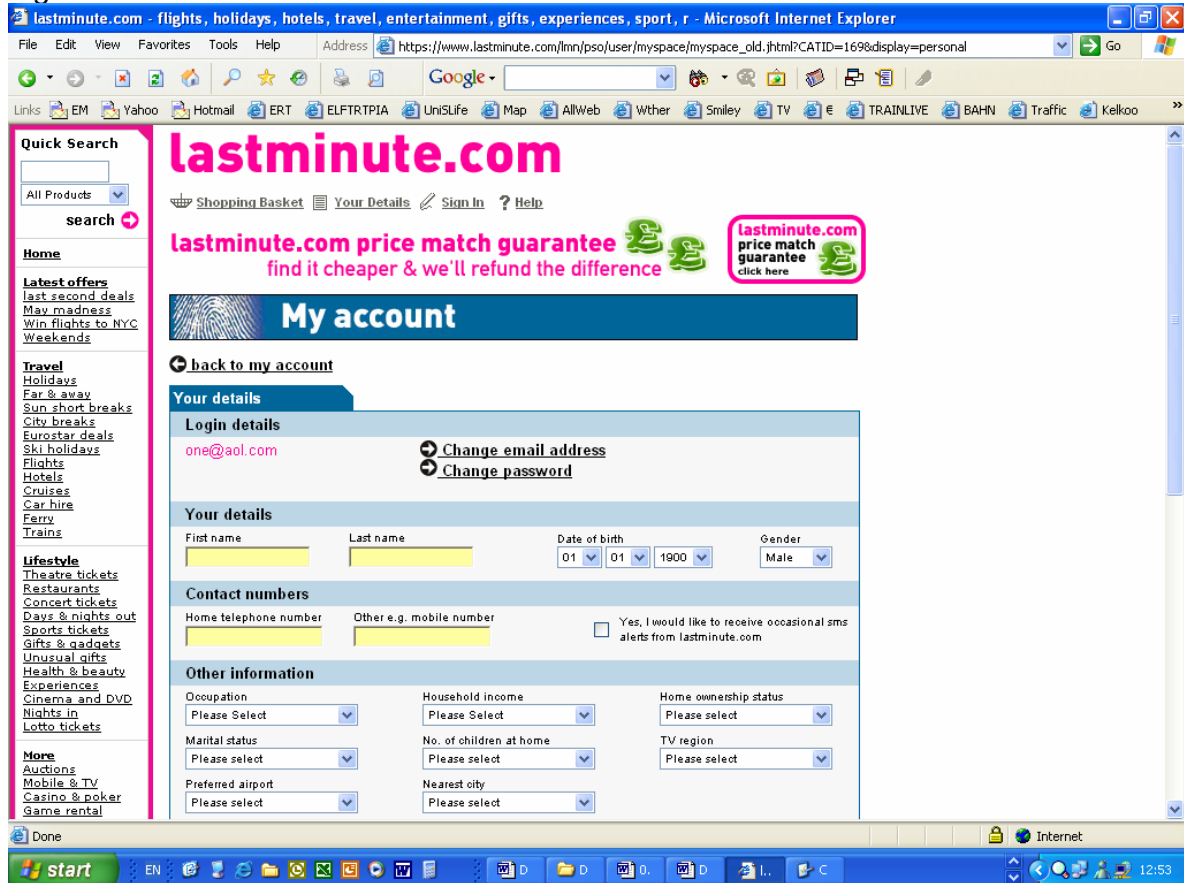 lastminute.com - flights, holidays, hotels, travel, entertainment, gifts, experiences, sport, r - Microsoft Internet Explorer
File Edit View Favorites Tools Help Address https://www.lastminute.com/lmn/pso/user/myspace/myspace_old.jhtml?CATID=169&display=personal Go
Google
Links EM Yahoo Hotmail ERT ELFTRTPIA UniSLife Map AllWeb Wther Smiley TV € TRAINLIVE BAHN Traffic Kelkoo »
Quick Search
All Products
search
Home
Latest offers
last second deals
May madness
Win flights to NYC
Weekends
Travel
Holidays
Far & away
Sun short breaks
City breaks
Eurostar deals
Ski holidays
Flights
Hotels
Cruises
Car hire
Ferry
Trains
Lifestyle
Theatre tickets
Restaurants
Concert tickets
Days & nights out
Sports tickets
Gifts & gadgets
Unusual gifts
Health & beauty
Experiences
Cinema and DVD
Nights in
Lotto tickets
More
Auctions
Mobile & TV
Casino & poker
Game rental
lastminute.com
Shopping Basket Your Details Sign In ? Help
lastminute.com price match guarantee
find it cheaper & we'll refund the difference
lastminute.com
price match
guarantee
click here
My account
back to my account
Your details
Login details
one@aol.com Change email address
Change password
Your details
First name Last name Date of birth Gender
01 01 1900 Male
Contact numbers
Home telephone number Other e.g. mobile number Yes, I would like to receive occasional sms
alerts from lastminute.com
Other information
Occupation Household income Home ownership status
Please Select Please Select Please select
Marital status No. of children at home TV region
Please select Please select Please select
Preferred airport Nearest city
Please select Please select
Done Internet
start EN D D 0. D l.. C 12:53